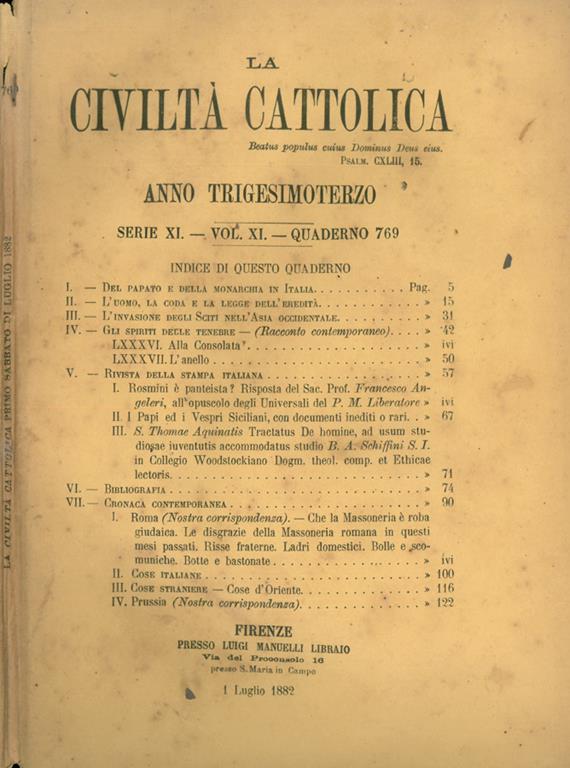 LA
CIVILTÀ CATTOLICA
Beatus populus cuius Dominus Deus eius.
PSALM. CXLIII, 15.
ANNO TRIGESIMOTERZO
SERIE XI. — VOL. XI. — QUADERNO 769
INDICE DI QUESTO QUADERNO
I. — DEL PAPATO E DELLA MONARCHIA IN ITALIA. . . . . . . . . . . Pag. 5
II. — L'UOMO, LA CODA E LA LEGGE DELL'EREDITÀ. . . . . . . . . . . . » 15
III. — L'INVASIONE DEGLI SCITI NELL'ASIA OCCIDENTALE. . . . . . . . . » 31
IV. — GLI SPIRITI DELLE TENEBRE — (Racconto contemporaneo). . . . » 42
LXXXVI. Alla Consolata . . . . . . . . . . . . . . . . . . . . » ivi
LXXXVII. L'anello . . . . . . . . . . . . . . . . . . . . . . . » 50
V. — RIVISTA DELLA STAMPA ITALIANA . . . . . . . . . . . . . . . . . » 57
I. Rosmini è panteista? Risposta del Sac. Prof. Francesco An-
geleri, all'opuscolo degli Universali del P. M. Liberatore » ivi
II. I Papi ed i Vespri Siciliani, con documenti inediti o rari. . » 67
III. S. Thomae Aquinatis Tractatus De homine, ad usum stu-
diosae iuventutis accommodatus studio B. A. Schiffini S. I.
in Collegio Woodstockiano Dogm. theol. comp. et Ethicae
lectoris. . . . . . . . . . . . . . . . . . . . . . . . . . . » 71
VI. — BIBLIOGRAFIA . . . . . . . . . . . . . . . . . . . . . . . . . » 74
VII. — CRONACA CONTEMPORANEA . . . . . . . . . . . . . . . . . . . . » 90
I. Roma (Nostra corrispondenza). — Che la Massoneria è roba
giudaica. Le disgrazie della Massoneria romana in questi
mesi passati. Risse fraterne. Ladri domestici. Bolle e sco-
muniche. Botte e bastonate . . . . . . . . . . . . . . . . . » ivi
II. COSE ITALIANE . . . . . . . . . . . . . . . . . . . . . . . » 100
III. COSE STRANIERE — Cose d'Oriente. . . . . . . . . . . . . . » 116
IV. Prussia (Nostra corrispondenza). . . . . . . . . . . . . . . » 122
FIRENZE
PRESSO LUIGI MANUELLI LIBRAIO
Via del Proconsolo 16
presso S. Maria in Campo
1 Luglio 1882
LA CIVILTÀ CATTOLICA PRIMO SABBATO DI LUGLIO 1882